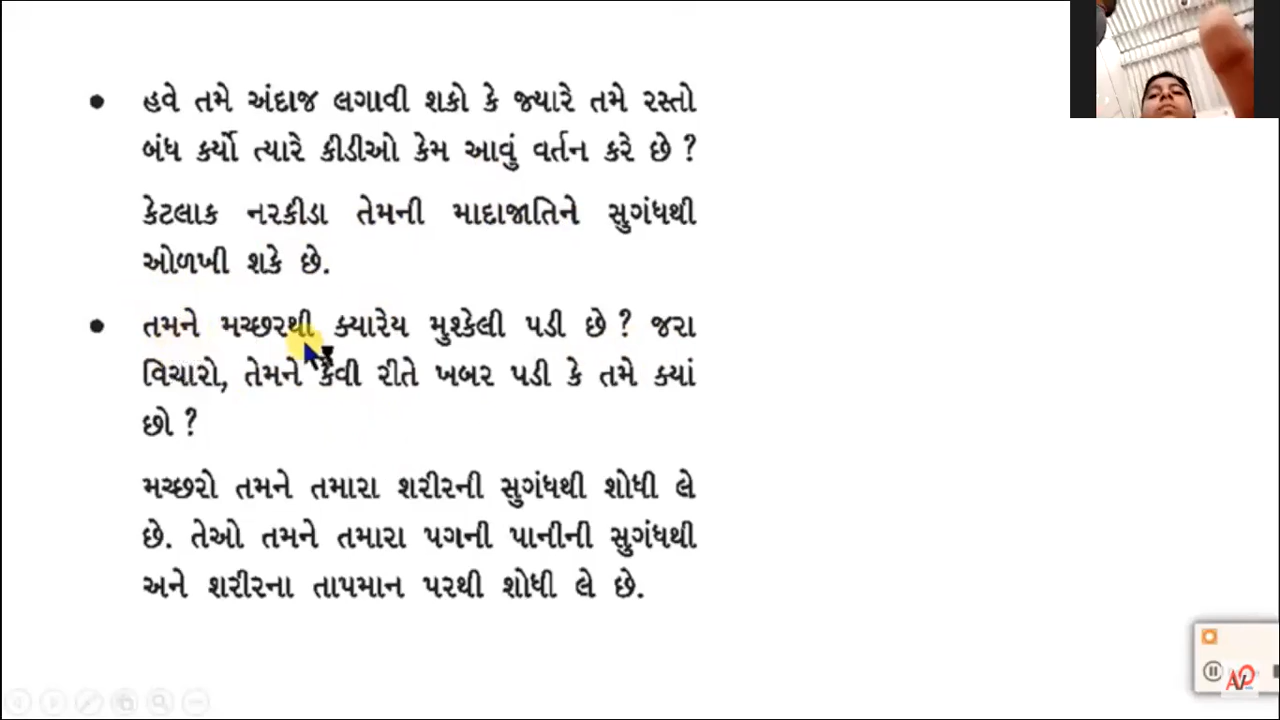 • હવે તમે અંદાજ લગાવી શકો કે જ્યારે તમે રસ્તો
બંધ કર્યો ત્યારે કીડીઓ કેમ આવું વર્તન કરે છે ?
કેટલાક નરકીડા તેમની માદાજાતિને સુગંધથી
ઓળખી શકે છે.
• તમને મચ્છરથી ક્યારેય મુશ્કેલી પડી છે ? જરા
વિચારો, તેમને કેવી રીતે ખબર પડી કે તમે ક્યાં
છો ?
મચ્છરો તમને તમારા શરીરની સુગંધથી શોધી લે
છે. તેઓ તમને તમારા પગની પાનીની સુગંધથી
અને શરીરના તાપમાન પરથી શોધી લે છે.